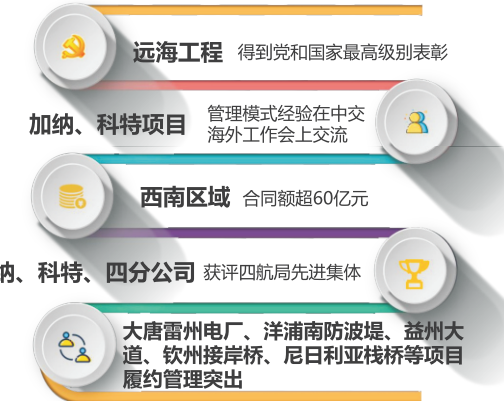 远海工程 得到党和国家最高级别表彰
加纳、科特项目 管理模式经验在中交
海外工作会上交流
西南区域 合同额超60亿元
纳、科特、四分公司 获评四航局先进集体
大唐雷州电厂、洋浦南防波堤、益州大
道、钦州接岸桥、尼日利亚栈桥等项目
履约管理突出